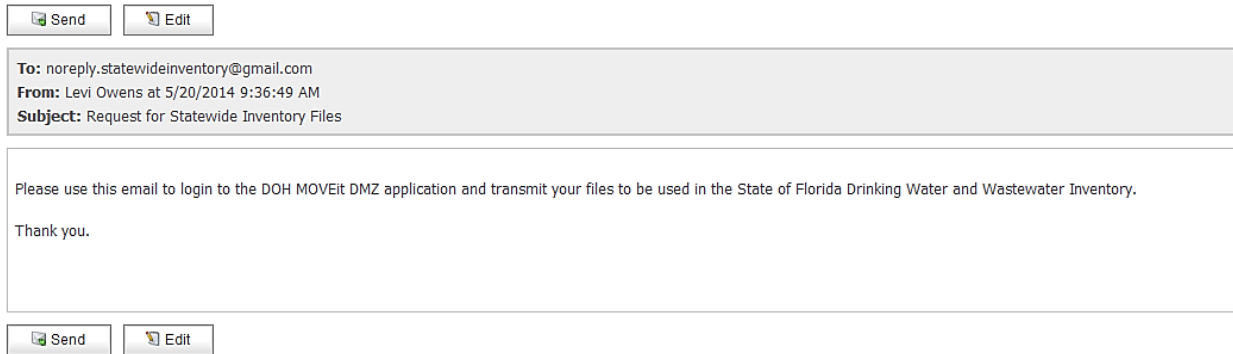 Send Edit
To: noreply.statewideinventory@gmail.com
From: Levi Owens at 5/20/2014 9:36:49 AM
Subject: Request for Statewide Inventory Files
Please use this email to login to the DOH MOVEit DMZ application and transmit your files to be used in the State of Florida Drinking Water and Wastewater Inventory.
Thank you.
Send Edit